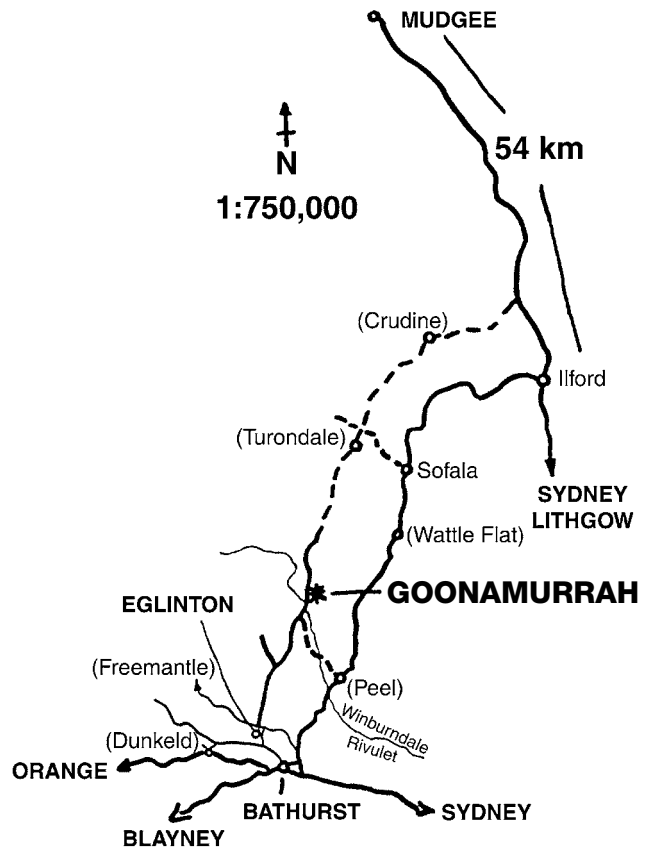 MUDGEE
54 km
N
1:750,000
(Crudine)
Ilford
(Turondale)
Sofala
SYDNEY
LITHGOW
(Wattle Flat)
GOONAMURRAH
EGLINTON
(Freemantle)
(Peel)
Winburndale
Rivulet
(Dunkeld)
ORANGE
BATHURST
SYDNEY
BLAYNEY